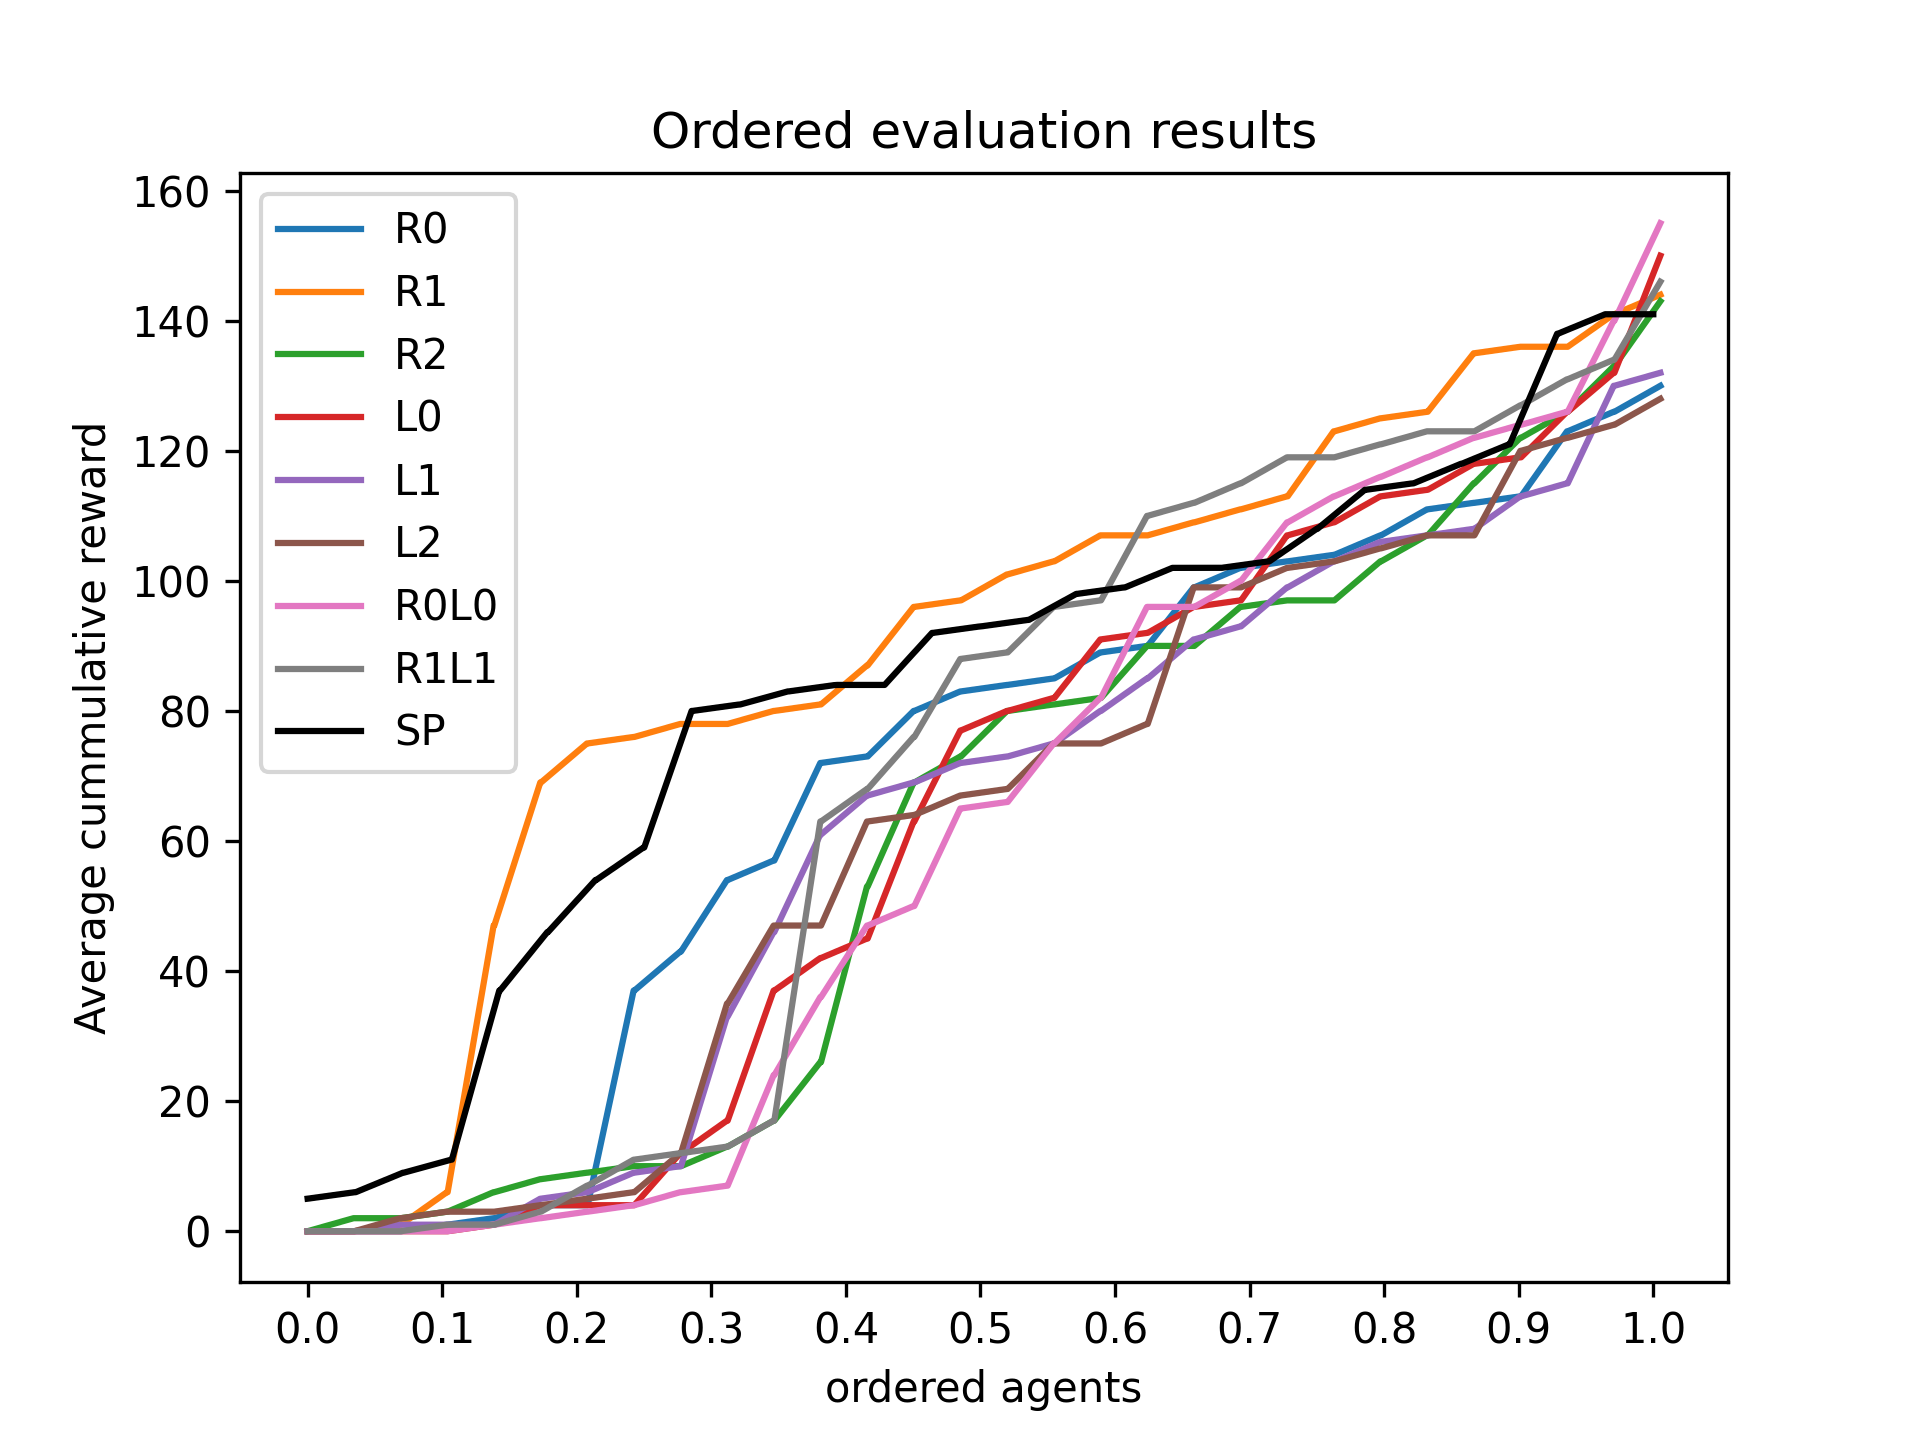 Ordered evaluation results
160
140
120
100
80
60
40
20
0
Average cummulative reward
R0
R1
R2
L0
L1
L2
R0L0
R1L1
SP
0.0 0.1 0.2 0.3 0.4 0.5 0.6 0.7 0.8 0.9 1.0
ordered agents